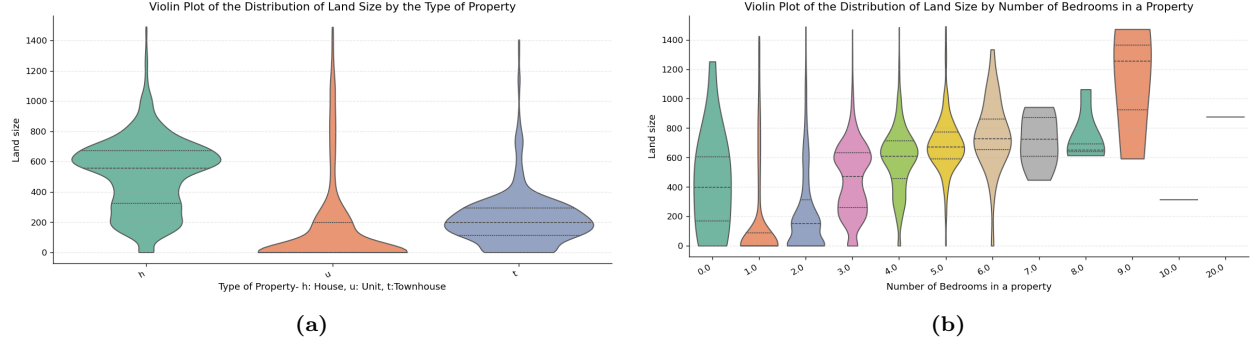 Violin Plot of the Distribution of Land Size by the Type of Property
Land size
1400
1200
1000
800
600
400
200
0
h
u
t
Type of Property- h: House, u: Unit, t:Townhouse
(a)
Violin Plot of the Distribution of Land Size by Number of Bedrooms in a Property
Land size
1400
1200
1000
800
600
400
200
0
0.0
1.0
2.0
3.0
4.0
5.0
6.0
7.0
8.0
9.0
10.0
20.0
Number of Bedrooms in a property
(b)